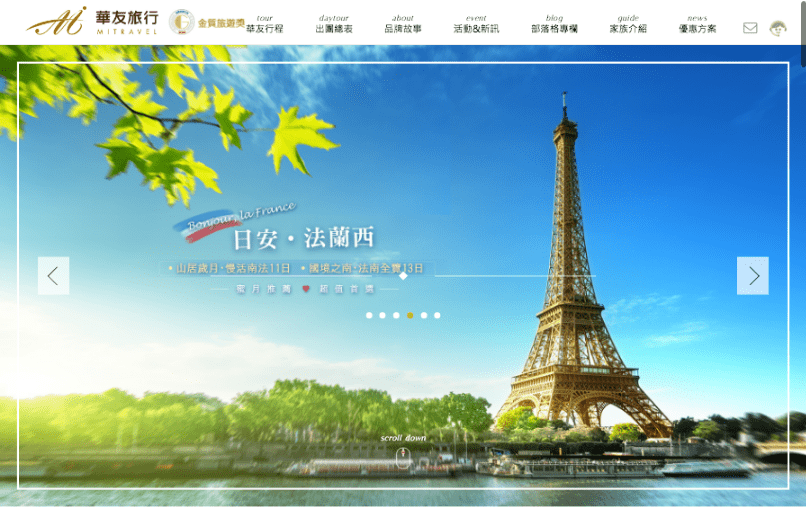 華友旅行
MITRAVEL
金質旅遊獎
tour
華友行程
daytour
出團總表
about
品牌故事
event
活動&新訊
blog
部落格專欄
guide
家族介紹
news
優惠方案
Bonjour, la France
日安·法蘭西
•山居歲月·慢活南法11日 •國境之南·法南全覽13日
蜜月推薦 ♥ 超值首選
scroll down